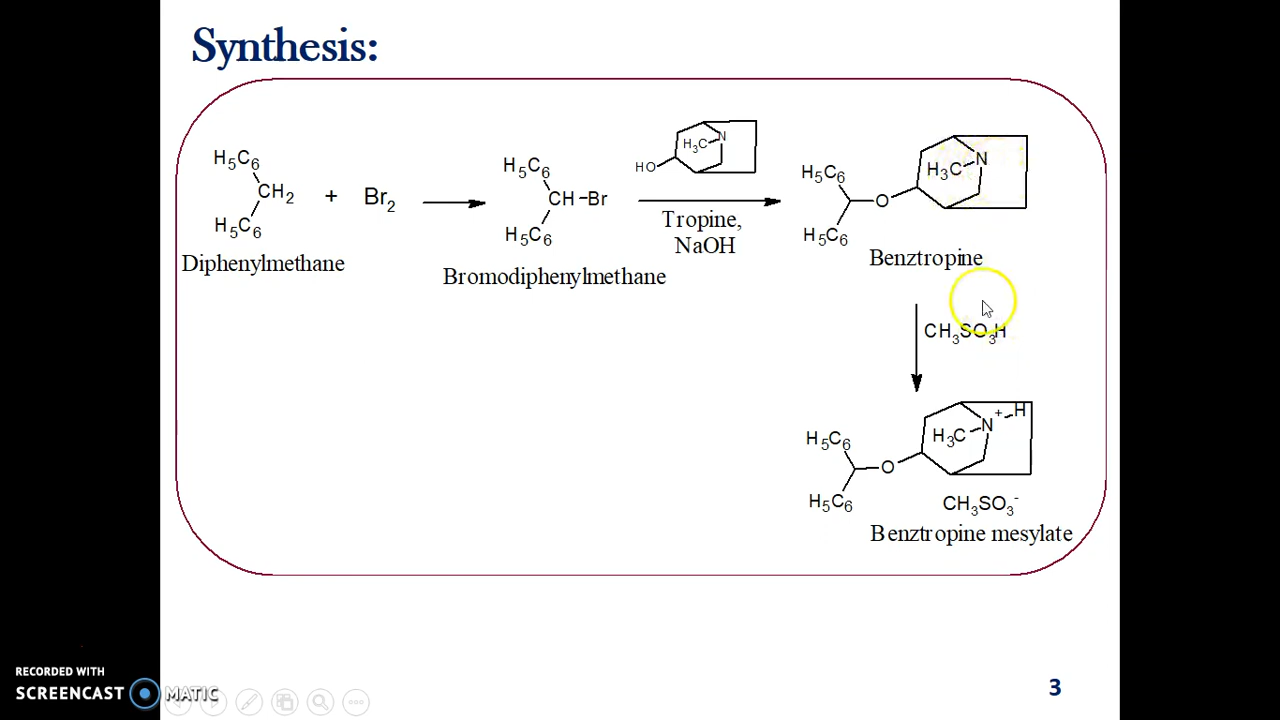 Synthesis:
H5C6
CH2
H5C6
Diphenylmethane
+
Br2
H5C6
CH-Br
H5C6
Bromodiphenylmethane
N
H3C
HO
Tropine,
NaOH
H5C6
O
H5C6
N
H3C
Benztropine
CH3SO3H
H5C6
O
H5C6
N+-H
H3C
CH3SO3-
Benztropine mesylate
RECORDED WITH
SCREENCAST MATIC
3